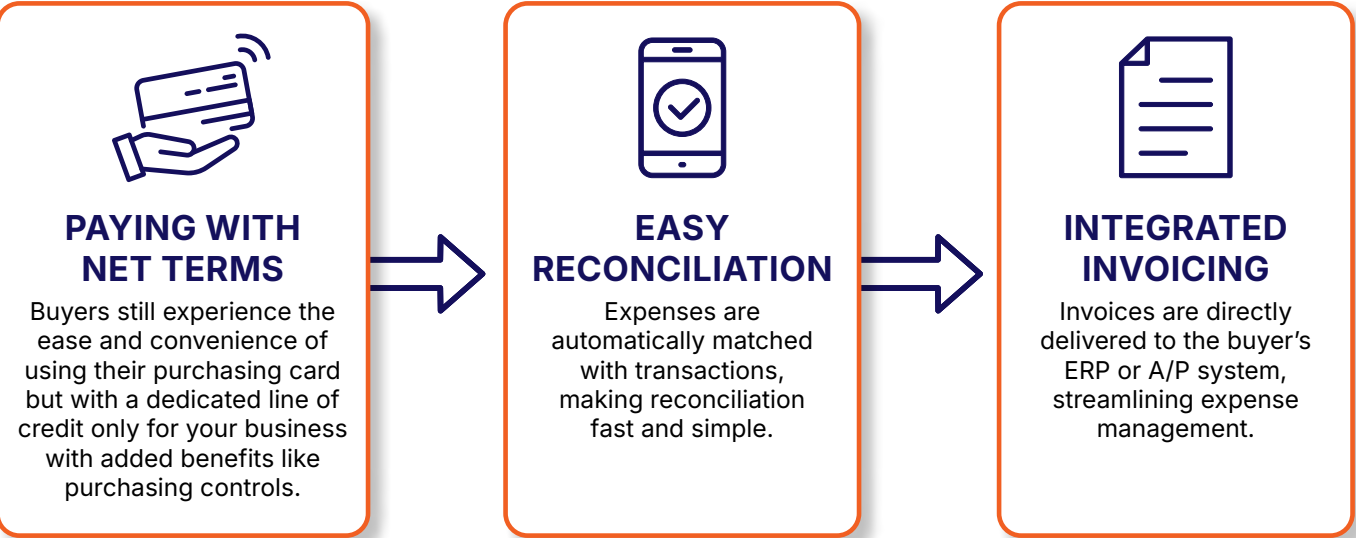 PAYING WITH
NET TERMS
Buyers still experience the
ease and convenience of
using their purchasing card
but with a dedicated line of
credit only for your business
with added benefits like
purchasing controls.
EASY
RECONCILIATION
Expenses are
automatically matched
with transactions,
making reconciliation
fast and simple.
INTEGRATED
INVOICING
Invoices are directly
delivered to the buyer’s
ERP or A/P system,
streamlining expense
management.